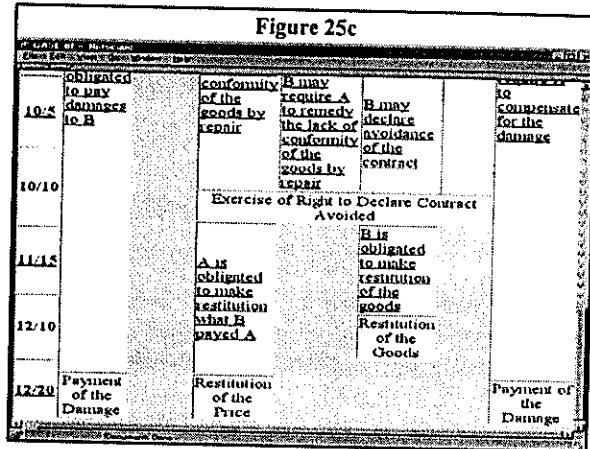 Figure 25c
obligated
to pay
damages
to B
conformity
of the
goods by
repair
B may
require A
to remedy
the lack of
conformity
of the
goods by
repair
B may
declare
avoidance
of the
contract
to
compensate
for the
damage
10/5
10/10
Exercise of Right to Declare Contract
Avoided
11/15
A is
obligated
to make
restitution
what B
payed A
B is
obligated
to make
restitution
of the
goods
12/10
Restitution
of the
Goods
12/20
Payment of
the
Damage
Restitution
of the
Price
Payment of
the
Damage